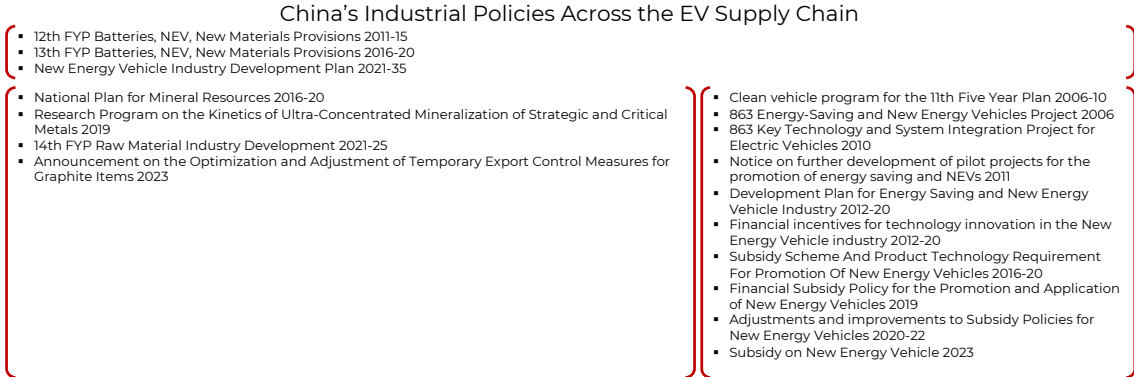 China's Industrial Policies Across the EV Supply Chain
▪ 12th FYP Batteries, NEV, New Materials Provisions 2011-15
▪ 13th FYP Batteries, NEV, New Materials Provisions 2016-20
▪ New Energy Vehicle Industry Development Plan 2021-35
▪ National Plan for Mineral Resources 2016-20
▪ Research Program on the Kinetics of Ultra-Concentrated Mineralization of Strategic and Critical
Metals 2019
▪ 14th FYP Raw Material Industry Development 2021-25
▪ Announcement on the Optimization and Adjustment of Temporary Export Control Measures for
Graphite Items 2023
▪ Clean vehicle program for the 11th Five Year Plan 2006-10
▪ 863 Energy-Saving and New Energy Vehicles Project 2006
▪ 863 Key Technology and System Integration Project for
Electric Vehicles 2010
▪ Notice on further development of pilot projects for the
promotion of energy saving and NEVs 2011
▪ Development Plan for Energy Saving and New Energy
Vehicle Industry 2012-20
▪ Financial incentives for technology innovation in the New
Energy Vehicle industry 2012-20
▪ Subsidy Scheme And Product Technology Requirement
For Promotion Of New Energy Vehicles 2016-20
▪ Financial Subsidy Policy for the Promotion and Application
of New Energy Vehicles 2019
▪ Adjustments and improvements to Subsidy Policies for
New Energy Vehicles 2020-22
▪ Subsidy on New Energy Vehicle 2023